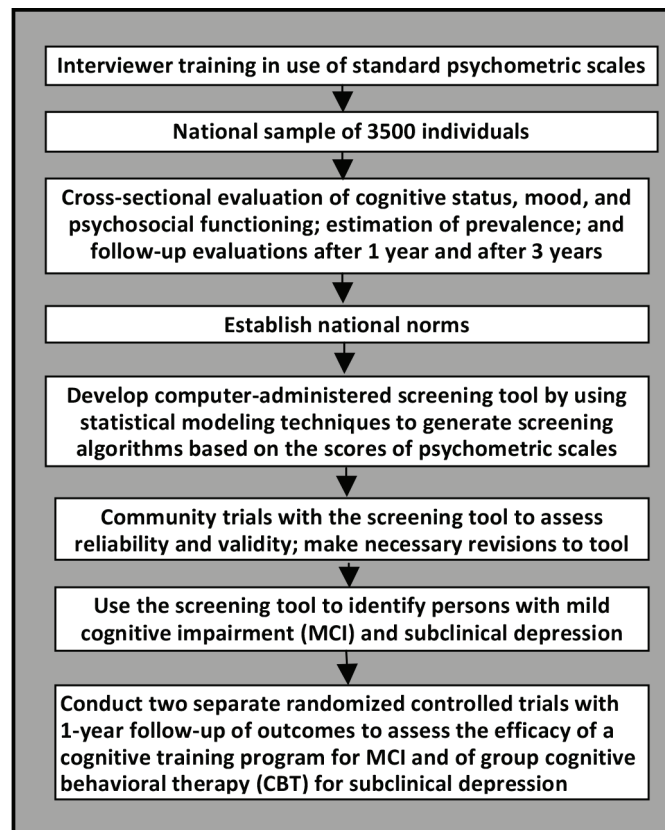 Interviewer training in use of standard psychometric scales
National sample of 3500 individuals
Cross-sectional evaluation of cognitive status, mood, and
psychosocial functioning; estimation of prevalence; and
follow-up evaluations after 1 year and after 3 years
Establish national norms
Develop computer-administered screening tool by using
statistical modeling techniques to generate screening
algorithms based on the scores of psychometric scales
Community trials with the screening tool to assess
reliability and validity; make necessary revisions to tool
Use the screening tool to identify persons with mild
cognitive impairment (MCI) and subclinical depression
Conduct two separate randomized controlled trials with
1-year follow-up of outcomes to assess the efficacy of a
cognitive training program for MCI and of group cognitive
behavioral therapy (CBT) for subclinical depression